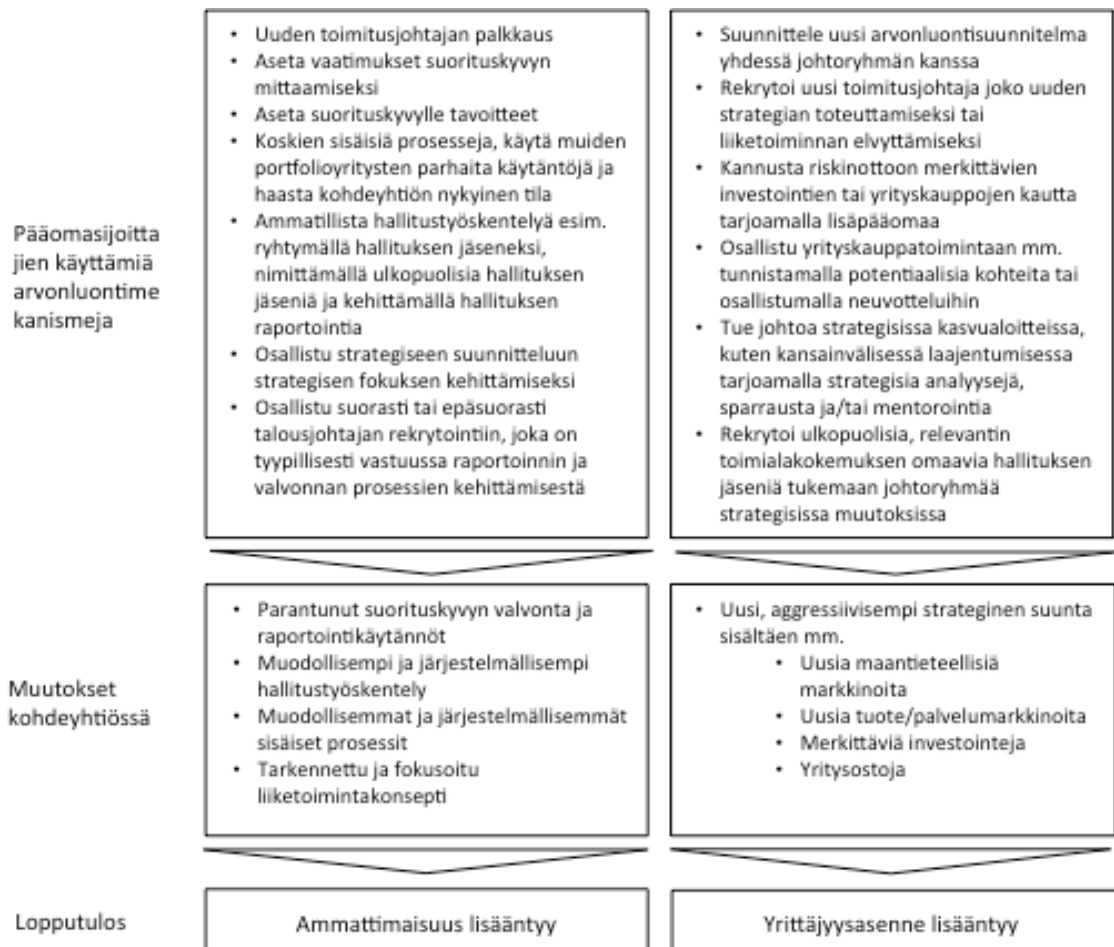 Pääomasijoitta
jien käyttämiä
arvonluontime
kanismeja
• Uuden toimitusjohtajan palkkaus
• Aseta vaatimukset suorituskyvyn
mittaamiseksi
• Aseta suorituskyvylle tavoitteet
• Koskien sisäisiä prosesseja, käytä muiden
portfolioyritysten parhaita käytäntöjä ja
haasta kohdeyhtiön nykyinen tila
• Ammatillista hallitustyöskentelyä esim.
ryhtymällä hallituksen jäseneksi,
nimittämällä ulkopuolisia hallituksen
jäseniä ja kehittämällä hallituksen
raportointia
• Osallistu strategiseen suunnitteluun
strategisen fokuksen kehittämiseksi
• Osallistu suorasti tai epäsuorasti
talousjohtajan rekrytointiin, joka on
tyypillisesti vastuussa raportoinnin ja
valvonnan prosessien kehittämisestä
• Suunnittele uusi arvonluontisuunnitelma
yhdessä johtoryhmän kanssa
• Rekrytoi uusi toimitusjohtaja joko uuden
strategian toteuttamiseksi tai
liiketoiminnan elvyttämiseksi
• Kannusta riskinottoon merkittävien
investointien tai yrityskauppojen kautta
tarjoamalla lisäpääomaa
• Osallistu yrityskauppatoimintaan mm.
tunnistamalla potentiaalisia kohteita tai
osallistumalla neuvotteluihin
• Tue johtoa strategisissa kasvualoitteissa,
kuten kansainvälisessä laajentumisessa
tarjoamalla strategisia analyysejä,
sparrausta ja/tai mentorointia
• Rekrytoi ulkopuolisia, relevantin
toimialakokemuksen omaavia hallituksen
jäseniä tukemaan johtoryhmää
strategisissa muutoksissa
Muutokset
kohdeyhtiössä
• Parantunut suorituskyvyn valvonta ja
raportointikäytännöt
• Muodollisempi ja järjestelmällisempi
hallitustyöskentely
• Muodollisemmat ja järjestelmällisemmät
sisäiset prosessit
• Tarkennettu ja fokusoitu
liiketoimintakonsepti
• Uusi, aggressiivisempi strateginen suunta
sisältäen mm.
• Uusia maantieteellisiä
markkinoita
• Uusia tuote/palvelumarkkinoita
• Merkittäviä investointeja
• Yritysostoja
Lopputulos
Ammattimaisuus lisääntyy
Yrittäjyysasenne lisääntyy